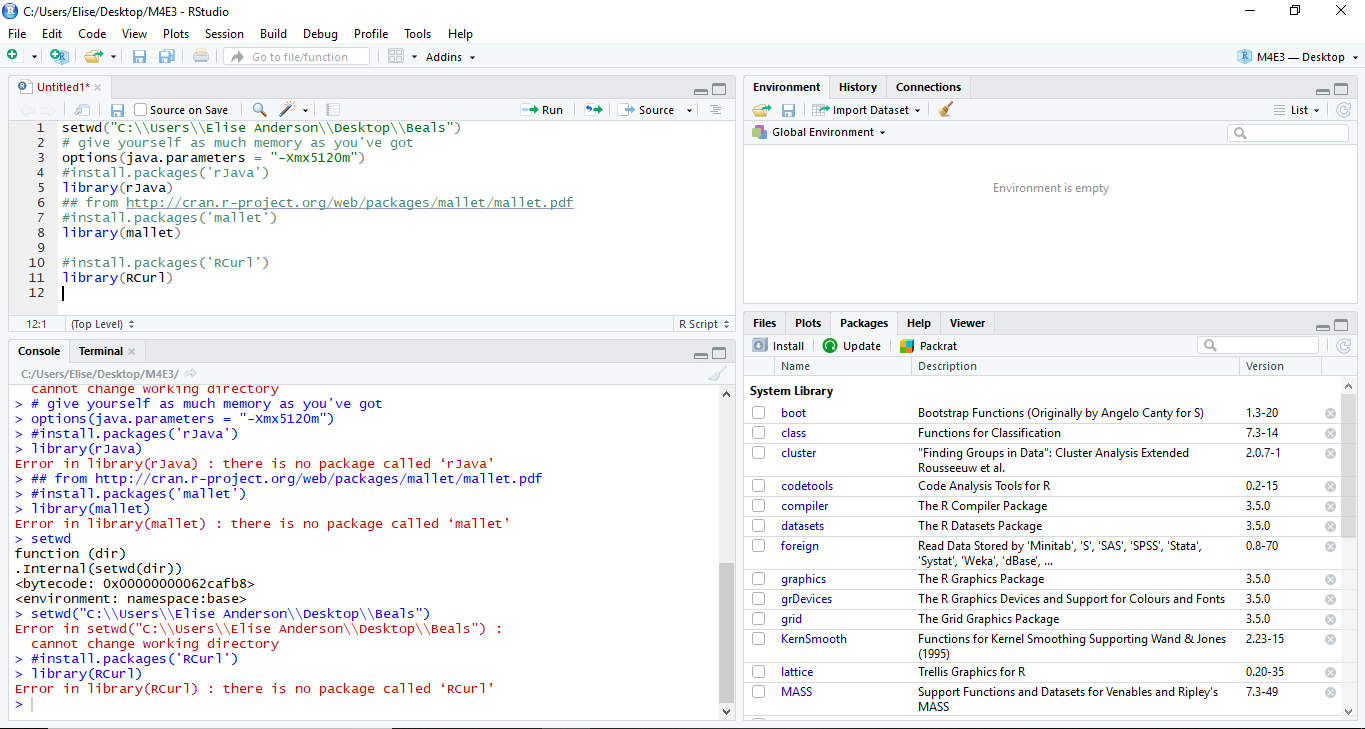 C:/Users/Elise/Desktop/M4E3 - RStudio
File Edit Code View Plots Session Build Debug Profile Tools Help
Go to file/function Addins M4E3 — Desktop
Untitled1*
Source on Save Run Source
1 setwd("C:\\Users\\Elise Anderson\\Desktop\\Beals")
2 # give yourself as much memory as you've got
3 options(java.parameters = "-Xmx5120m")
4 #install.packages('rJava')
5 library(rJava)
6 ## from http://cran.r-project.org/web/packages/mallet/mallet.pdf
7 #install.packages('mallet')
8 library(mallet)
9
10 #install.packages('RCurl')
11 library(RCurl)
12
12:1 (Top Level) R Script
Console Terminal
C:/Users/Elise/Desktop/M4E3/
cannot change working directory
> # give yourself as much memory as you've got
> options(java.parameters = "-Xmx5120m")
> #install.packages('rJava')
> library(rJava)
Error in library(rJava) : there is no package called ‘rJava’
> ## from http://cran.r-project.org/web/packages/mallet/mallet.pdf
> #install.packages('mallet')
> library(mallet)
Error in library(mallet) : there is no package called ‘mallet’
> setwd
function (dir)
.Internal(setwd(dir))
<bytecode: 0x00000000062cafb8>
<environment: namespace:base>
> setwd("C:\\Users\\Elise Anderson\\Desktop\\Beals")
Error in setwd("C:\\Users\\Elise Anderson\\Desktop\\Beals") :
cannot change working directory
> #install.packages('RCurl')
> library(RCurl)
Error in library(RCurl) : there is no package called ‘RCurl’
>
Environment History Connections
Import Dataset List
Global Environment
Environment is empty
Files Plots Packages Help Viewer
Install Update Packrat
Name Description Version
System Library
boot Bootstrap Functions (Originally by Angelo Canty for S) 1.3-20
class Functions for Classification 7.3-14
cluster "Finding Groups in Data": Cluster Analysis Extended 2.0.7-1
Rousseeuw et al.
codetools Code Analysis Tools for R 0.2-15
compiler The R Compiler Package 3.5.0
datasets The R Datasets Package 3.5.0
foreign Read Data Stored by 'Minitab', 'S', 'SAS', 'SPSS', 'Stata', 0.8-70
'Systat', 'Weka', 'dBase', ...
graphics The R Graphics Package 3.5.0
grDevices The R Graphics Devices and Support for Colours and Fonts 3.5.0
grid The Grid Graphics Package 3.5.0
KernSmooth Functions for Kernel Smoothing Supporting Wand & Jones 2.23-15
(1995)
lattice Trellis Graphics for R 0.20-35
MASS Support Functions and Datasets for Venables and Ripley's 7.3-49
MASS